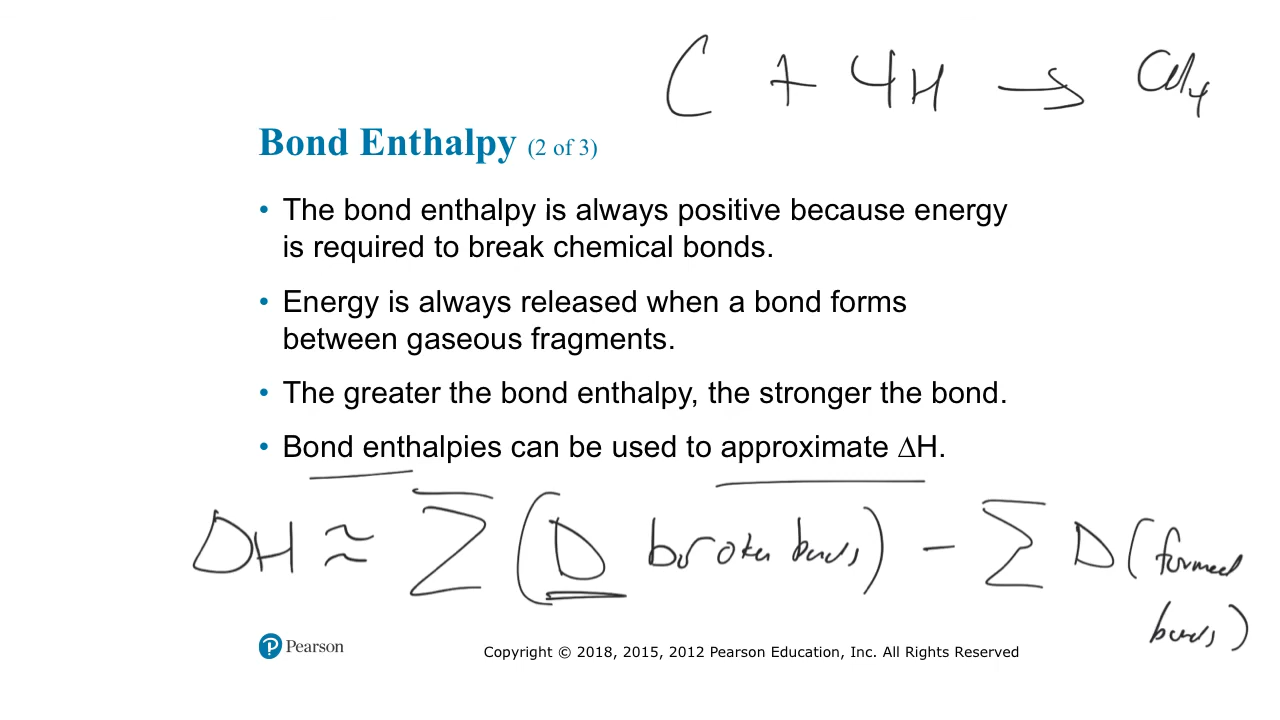 C + 4H → CH4
Bond Enthalpy (2 of 3)
• The bond enthalpy is always positive because energy
is required to break chemical bonds.
• Energy is always released when a bond forms
between gaseous fragments.
• The greater the bond enthalpy, the stronger the bond.
• Bond enthalpies can be used to approximate ∆H.
∆H ≈ Σ (D broken bonds) − Σ D (formed
bonds)
Pearson
Copyright © 2018, 2015, 2012 Pearson Education, Inc. All Rights Reserved